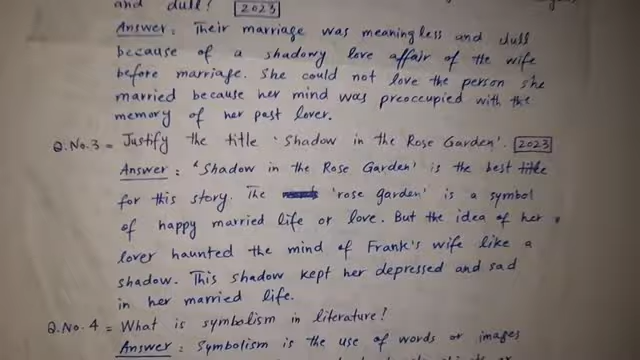 and dull? 2023
Answer: Their marriage was meaningless and dull
because of a shadowy love affair of the wife
before marriage. She could not love the person she
married because her mind was preoccupied with the
memory of her past lover.
Q.No.3 = Justify the title 'Shadow in the Rose Garden'. 2023
Answer: 'Shadow in the Rose Garden' is the best title
for this story. The 'rose garden' is a symbol
of happy married life or love. But the idea of her
lover haunted the mind of Frank's wife like a
shadow. This shadow kept her depressed and sad
in her married life.
Q.No.4 = What is symbolism in literature!
Answer: Symbolism is the use of words or images